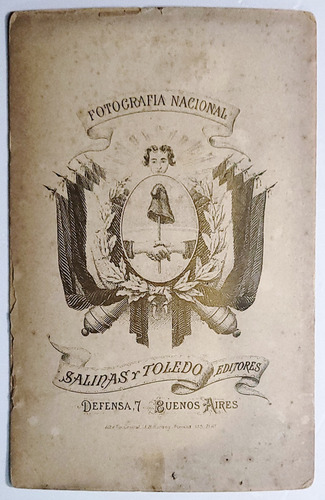 FOTOGRAFIA NACIONAL
SALINAS Y TOLEDO EDITORES
DEFENSA, 7 BUENOS AIRES